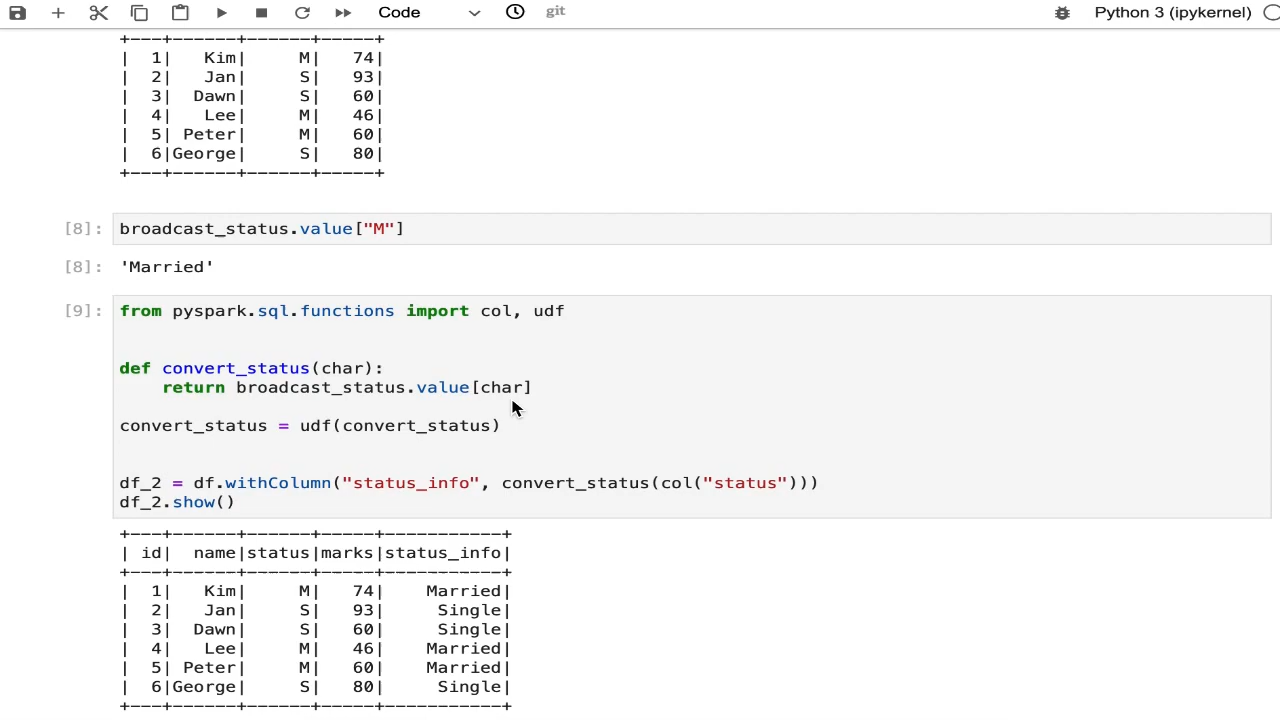 Code git Python 3 (ipykernel)
+---+------+------+-----+
| 1| Kim| M| 74|
| 2| Jan| S| 93|
| 3| Dawn| S| 60|
| 4| Lee| M| 46|
| 5| Peter| M| 60|
| 6|George| S| 80|
+---+------+------+-----+
[8]: broadcast_status.value["M"]
[8]: 'Married'
[9]: from pyspark.sql.functions import col, udf
def convert_status(char):
    return broadcast_status.value[char]
convert_status = udf(convert_status)
df_2 = df.withColumn("status_info", convert_status(col("status")))
df_2.show()
+---+------+------+-----+-----------+
| id| name|status|marks|status_info|
+---+------+------+-----+-----------+
| 1| Kim| M| 74| Married|
| 2| Jan| S| 93| Single|
| 3| Dawn| S| 60| Single|
| 4| Lee| M| 46| Married|
| 5| Peter| M| 60| Married|
| 6|George| S| 80| Single|
+---+------+------+-----+-----------+